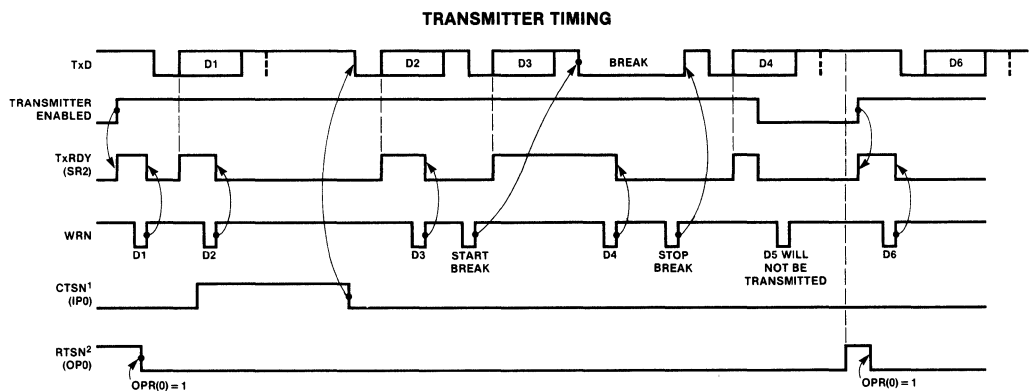 TRANSMITTER TIMING
TxD D1 D2 D3 BREAK D4 D6
TRANSMITTER
ENABLED
TxRDY
(SR2)
WRN
D1 D2 D3 START
BREAK D4 STOP
BREAK D5 WILL
NOT BE
TRANSMITTED D6
CTSN1
(IP0)
RTSN2
(OP0)
OPR(0) = 1 OPR(0) = 1